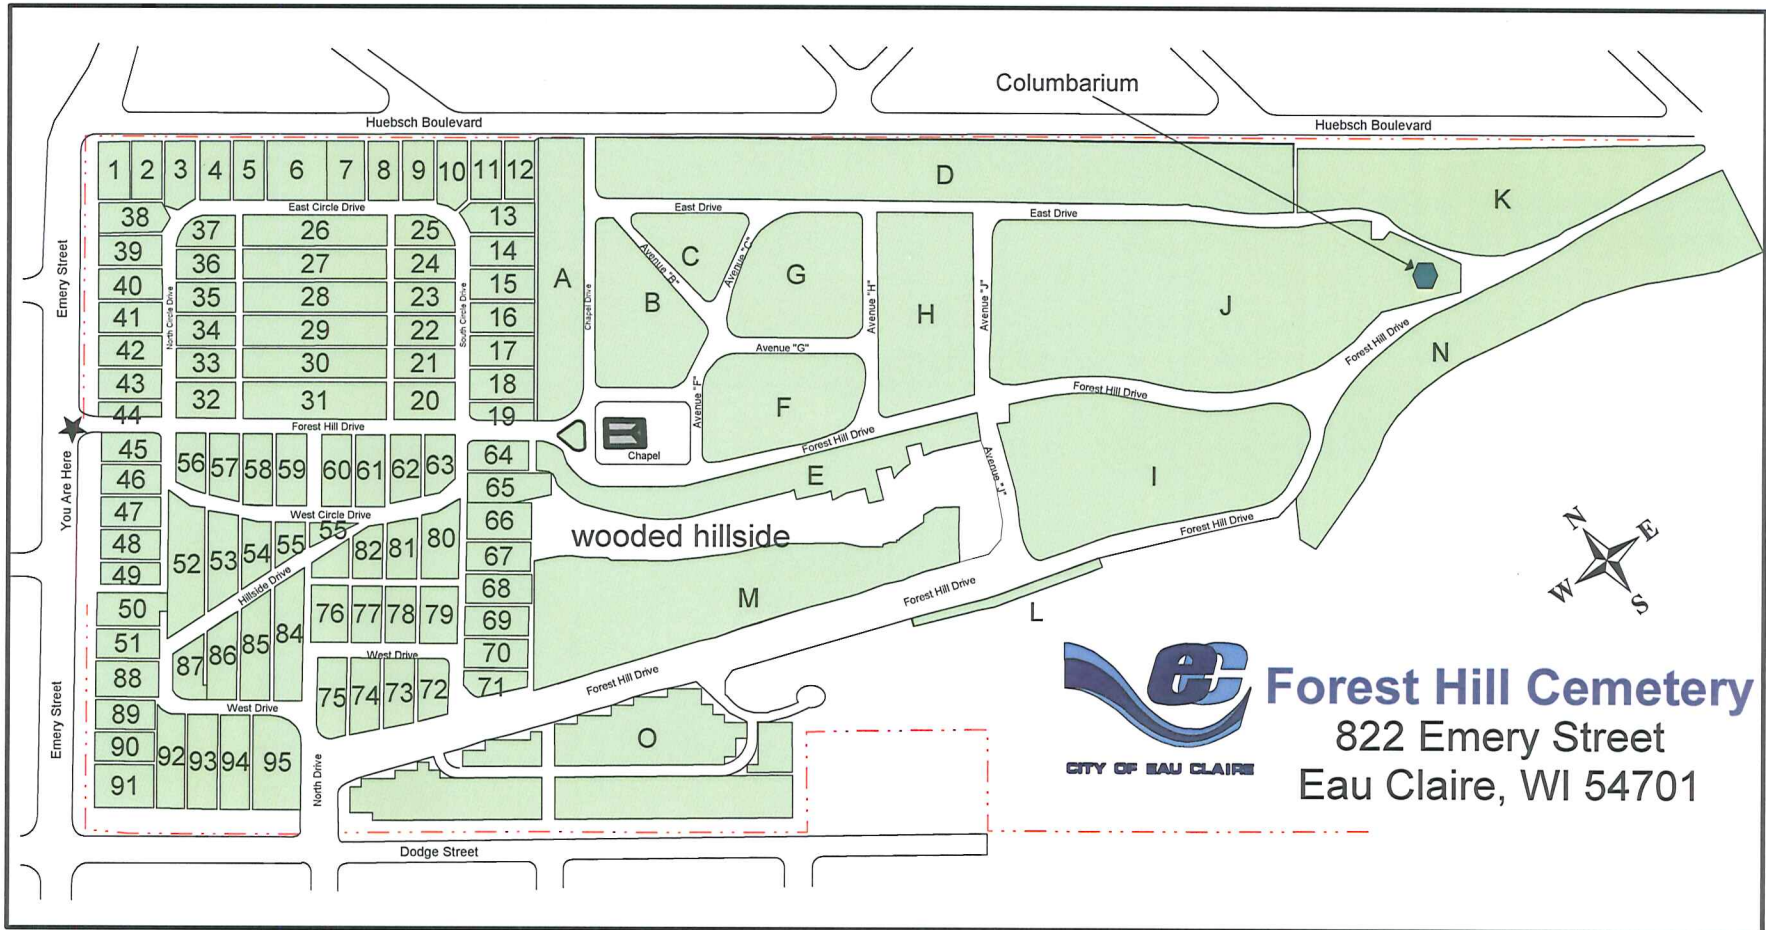 Columbarium
Huebsch Boulevard
Huebsch Boulevard
1 2 3 4 5 6 7 8 9 10 11 12
D
K
East Circle Drive
East Drive
East Drive
38 37 26 25 13
39 36 27 24 14
40 35 28 23 15
41 34 29 22 16
42 33 30 21 17
43 32 31 20 18
44 19
Emery Street
North Circle Drive
South Circle Drive
A
Chapel Drive
B
Avenue "B"
C
Avenue "C"
G
Avenue "H"
H
Avenue "J"
J
N
Avenue "G"
Avenue "F"
F
Forest Hill Drive
Forest Hill Drive
Forest Hill Drive
Forest Hill Drive
You Are Here
Chapel
E
Avenue "J"
I
Forest Hill Drive
45 56 57 58 59 60 61 62 63 64
46 65
West Circle Drive
47 66
48 52 53 54 55 55 82 81 80 67
49 68
Hillside Drive
50 76 77 78 79 69
51 87 86 85 84 70
West Drive
88 75 74 73 72 71
89
West Drive
90 92 93 94 95
91
wooded hillside
M
Forest Hill Drive
L
Forest Hill Drive
O
North Drive
Emery Street
Dodge Street
N
E
W
S
ec
CITY OF EAU CLAIRE
Forest Hill Cemetery
822 Emery Street
Eau Claire, WI 54701